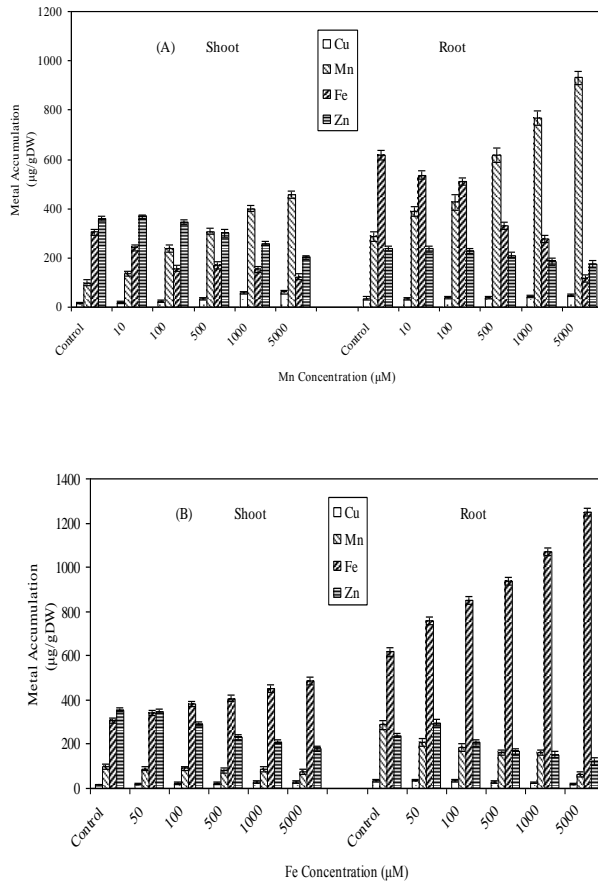 (A) Shoot Root
Cu
Mn
Fe
Zn
Metal Accumulation
(µg/gDW)
1200
1000
800
600
400
200
0
Control 10 100 500 1000 5000 Control 10 100 500 1000 5000
Mn Concentration (µM)
(B) Shoot Root
Cu
Mn
Fe
Zn
Metal Accumulation
(µg/gDW)
1400
1200
1000
800
600
400
200
0
Control 50 100 500 1000 5000 Control 50 100 500 1000 5000
Fe Concentration (µM)